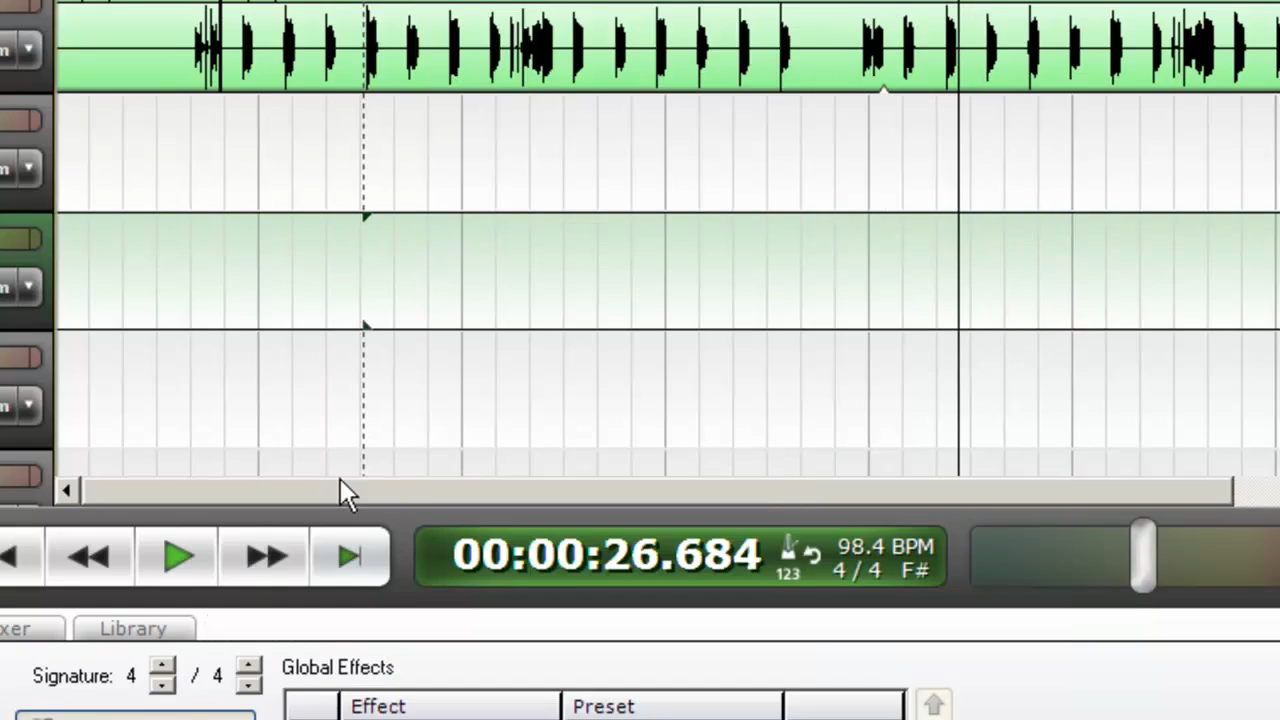 m
m
m
m
00:00:26.684
123
98.4 BPM
4 / 4 F#
xer
Library
Signature: 4 / 4
Global Effects
Effect
Preset